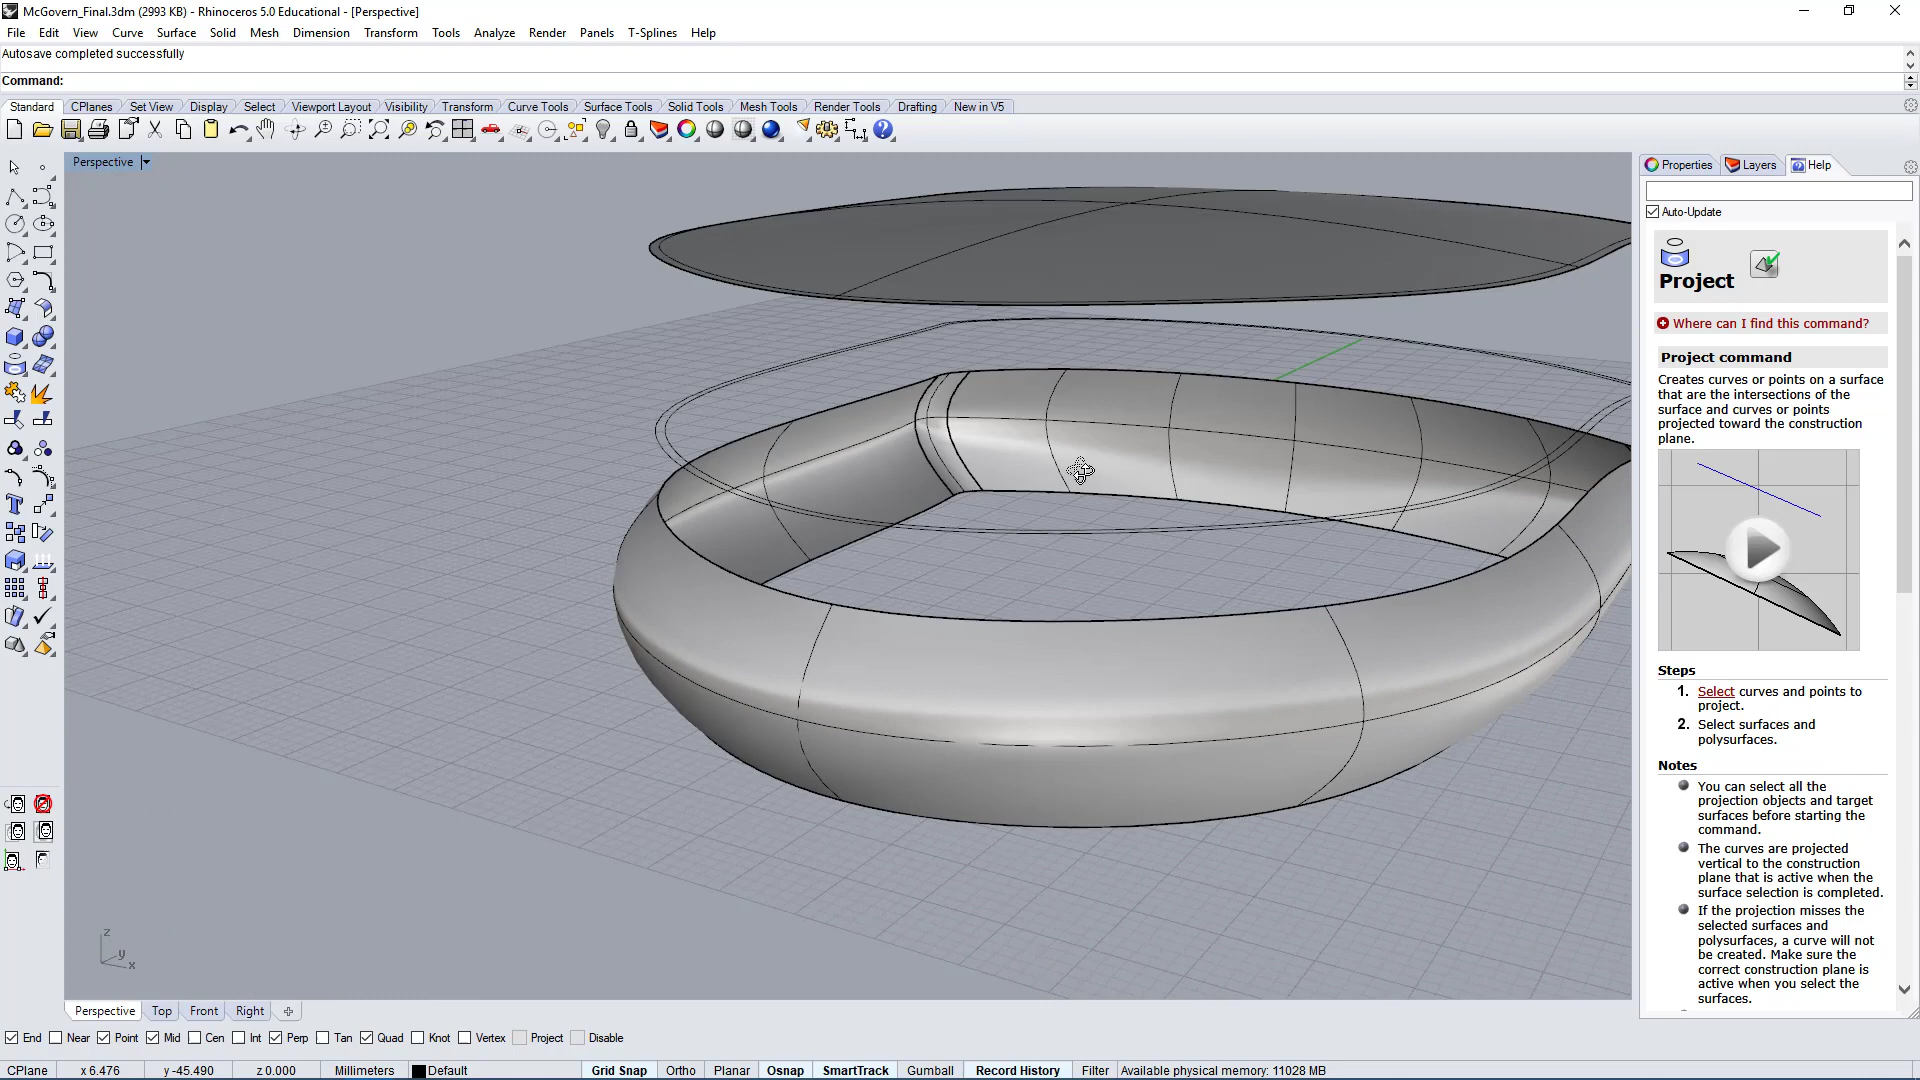 McGovern_Final.3dm (2993 KB) - Rhinoceros 5.0 Educational - [Perspective]
File Edit View Curve Surface Solid Mesh Dimension Transform Tools Analyze Render Panels T-Splines Help
Autosave completed successfully
Command:
Standard CPlanes Set View Display Select Viewport Layout Visibility Transform Curve Tools Surface Tools Solid Tools Mesh Tools Render Tools Drafting New in V5
Perspective
Properties Layers Help
Auto-Update
Project
Where can I find this command?
Project command
Creates curves or points on a surface
that are the intersections of the
surface and curves or points
projected toward the construction
plane.
Steps
1. Select curves and points to
project.
2. Select surfaces and
polysurfaces.
Notes
You can select all the
projection objects and target
surfaces before starting the
command.
The curves are projected
vertical to the construction
plane that is active when the
surface selection is completed.
If the projection misses the
selected surfaces and
polysurfaces, a curve will not
be created. Make sure the
correct construction plane is
active when you select the
surfaces.
z
y
x
Perspective Top Front Right
End Near Point Mid Cen Int Perp Tan Quad Knot Vertex Project Disable
CPlane x 6.476 y -45.490 z 0.000 Millimeters Default Grid Snap Ortho Planar Osnap SmartTrack Gumball Record History Filter Available physical memory: 11028 MB